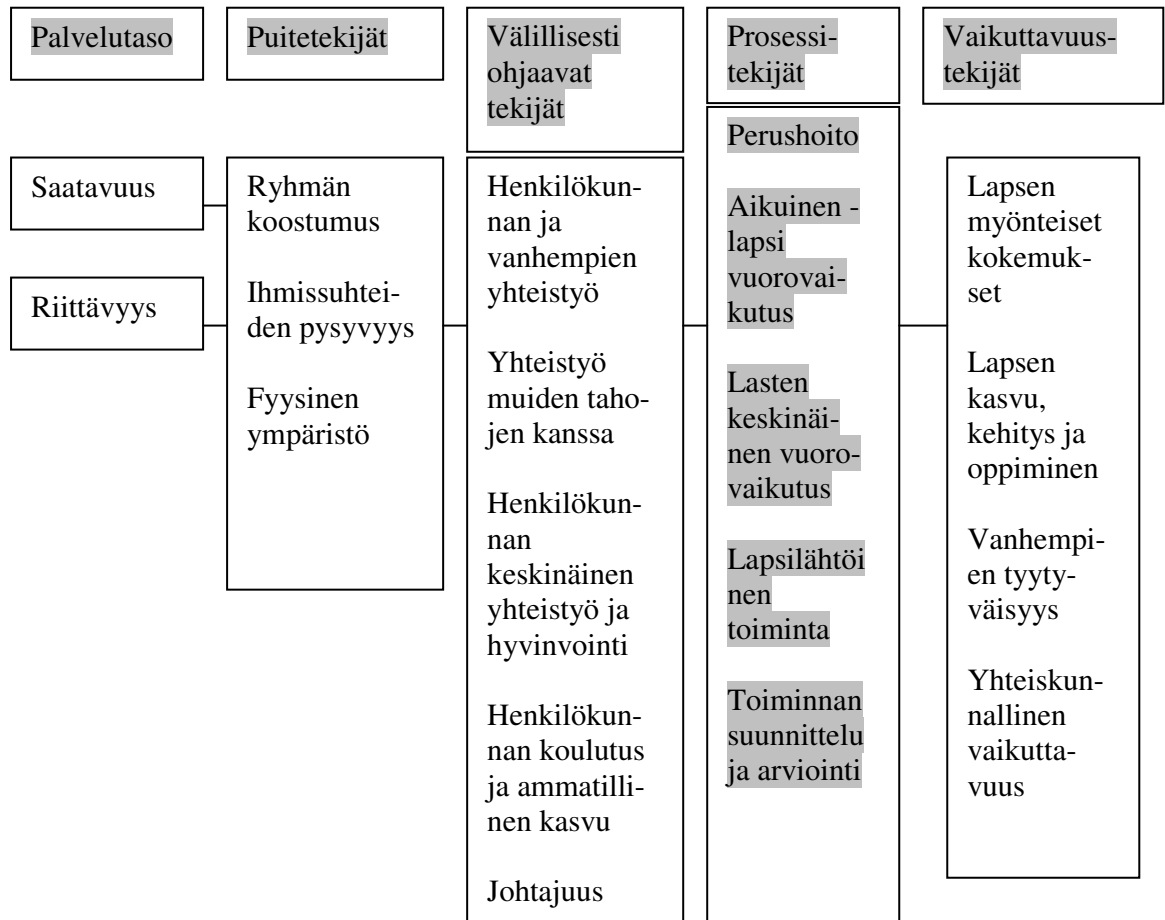 Palvelutaso
Puitetekijät
Välillisesti
ohjaavat
tekijät
Prosessi-
tekijät
Vaikuttavuus-
tekijät
Saatavuus
Riittävyys
Ryhmän
koostumus
Ihmissuhtei-
den pysyvyys
Fyysinen
ympäristö
Henkilökun-
nan ja
vanhempien
yhteistyö
Yhteistyö
muiden taho-
jen kanssa
Henkilökun-
nan
keskinäinen
yhteistyö ja
hyvinvointi
Henkilökun-
nan koulutus
ja ammatilli-
nen kasvu
Johtajuus
Perushoito
Aikuinen -
lapsi
vuorovai-
kutus
Lasten
keskinäi-
nen vuoro-
vaikutus
Lapsilähtöi
nen
toiminta
Toiminnan
suunnittelu
ja arviointi
Lapsen
myönteiset
kokemuk-
set
Lapsen
kasvu,
kehitys ja
oppiminen
Vanhempi-
en tyyty-
väisyys
Yhteiskun-
nallinen
vaikutta-
vuus